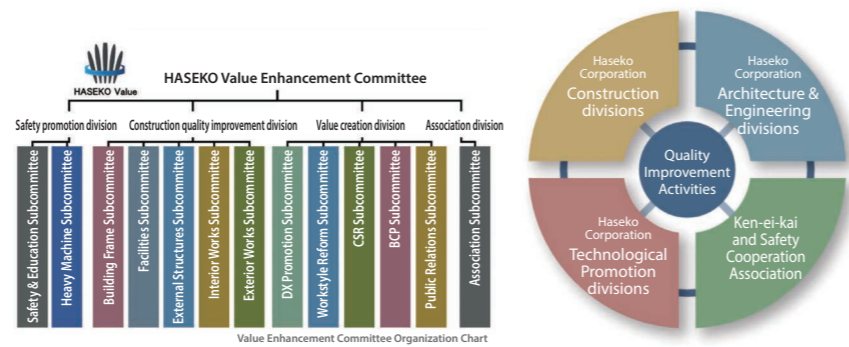 HASEKO Value
HASEKO Value Enhancement Committee
Safety promotion division
Construction quality improvement division
Value creation division
Association division
Safety & Education Subcommittee
Heavy Machine Subcommittee
Building Frame Subcommittee
Facilities Subcommittee
External Structures Subcommittee
Interior Works Subcommittee
Exterior Works Subcommittee
DX Promotion Subcommittee
Workstyle Reform Subcommittee
CSR Subcommittee
BCP Subcommittee
Public Relations Subcommittee
Association Subcommittee
Value Enhancement Committee Organization Chart
Haseko
Corporation
Construction
divisions
Haseko
Corporation
Architecture &
Engineering
divisions
Quality
Improvement
Activities
Haseko
Corporation
Technological
Promotion
divisions
Ken-ei-kai
and Safety
Cooperation
Association